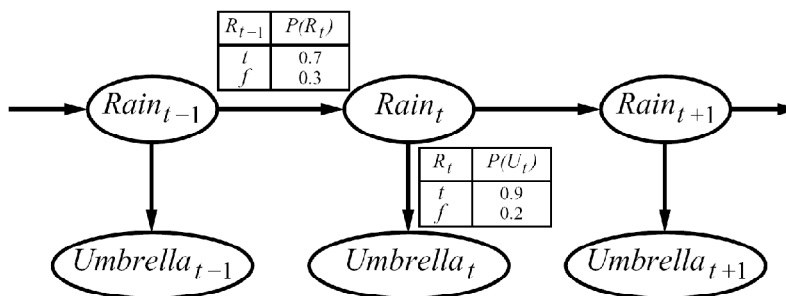 R_{t-1} P(R_t)
t 0.7
f 0.3
Rain_{t-1} Rain_t Rain_{t+1}
R_t P(U_t)
t 0.9
f 0.2
Umbrella_{t-1} Umbrella_t Umbrella_{t+1}